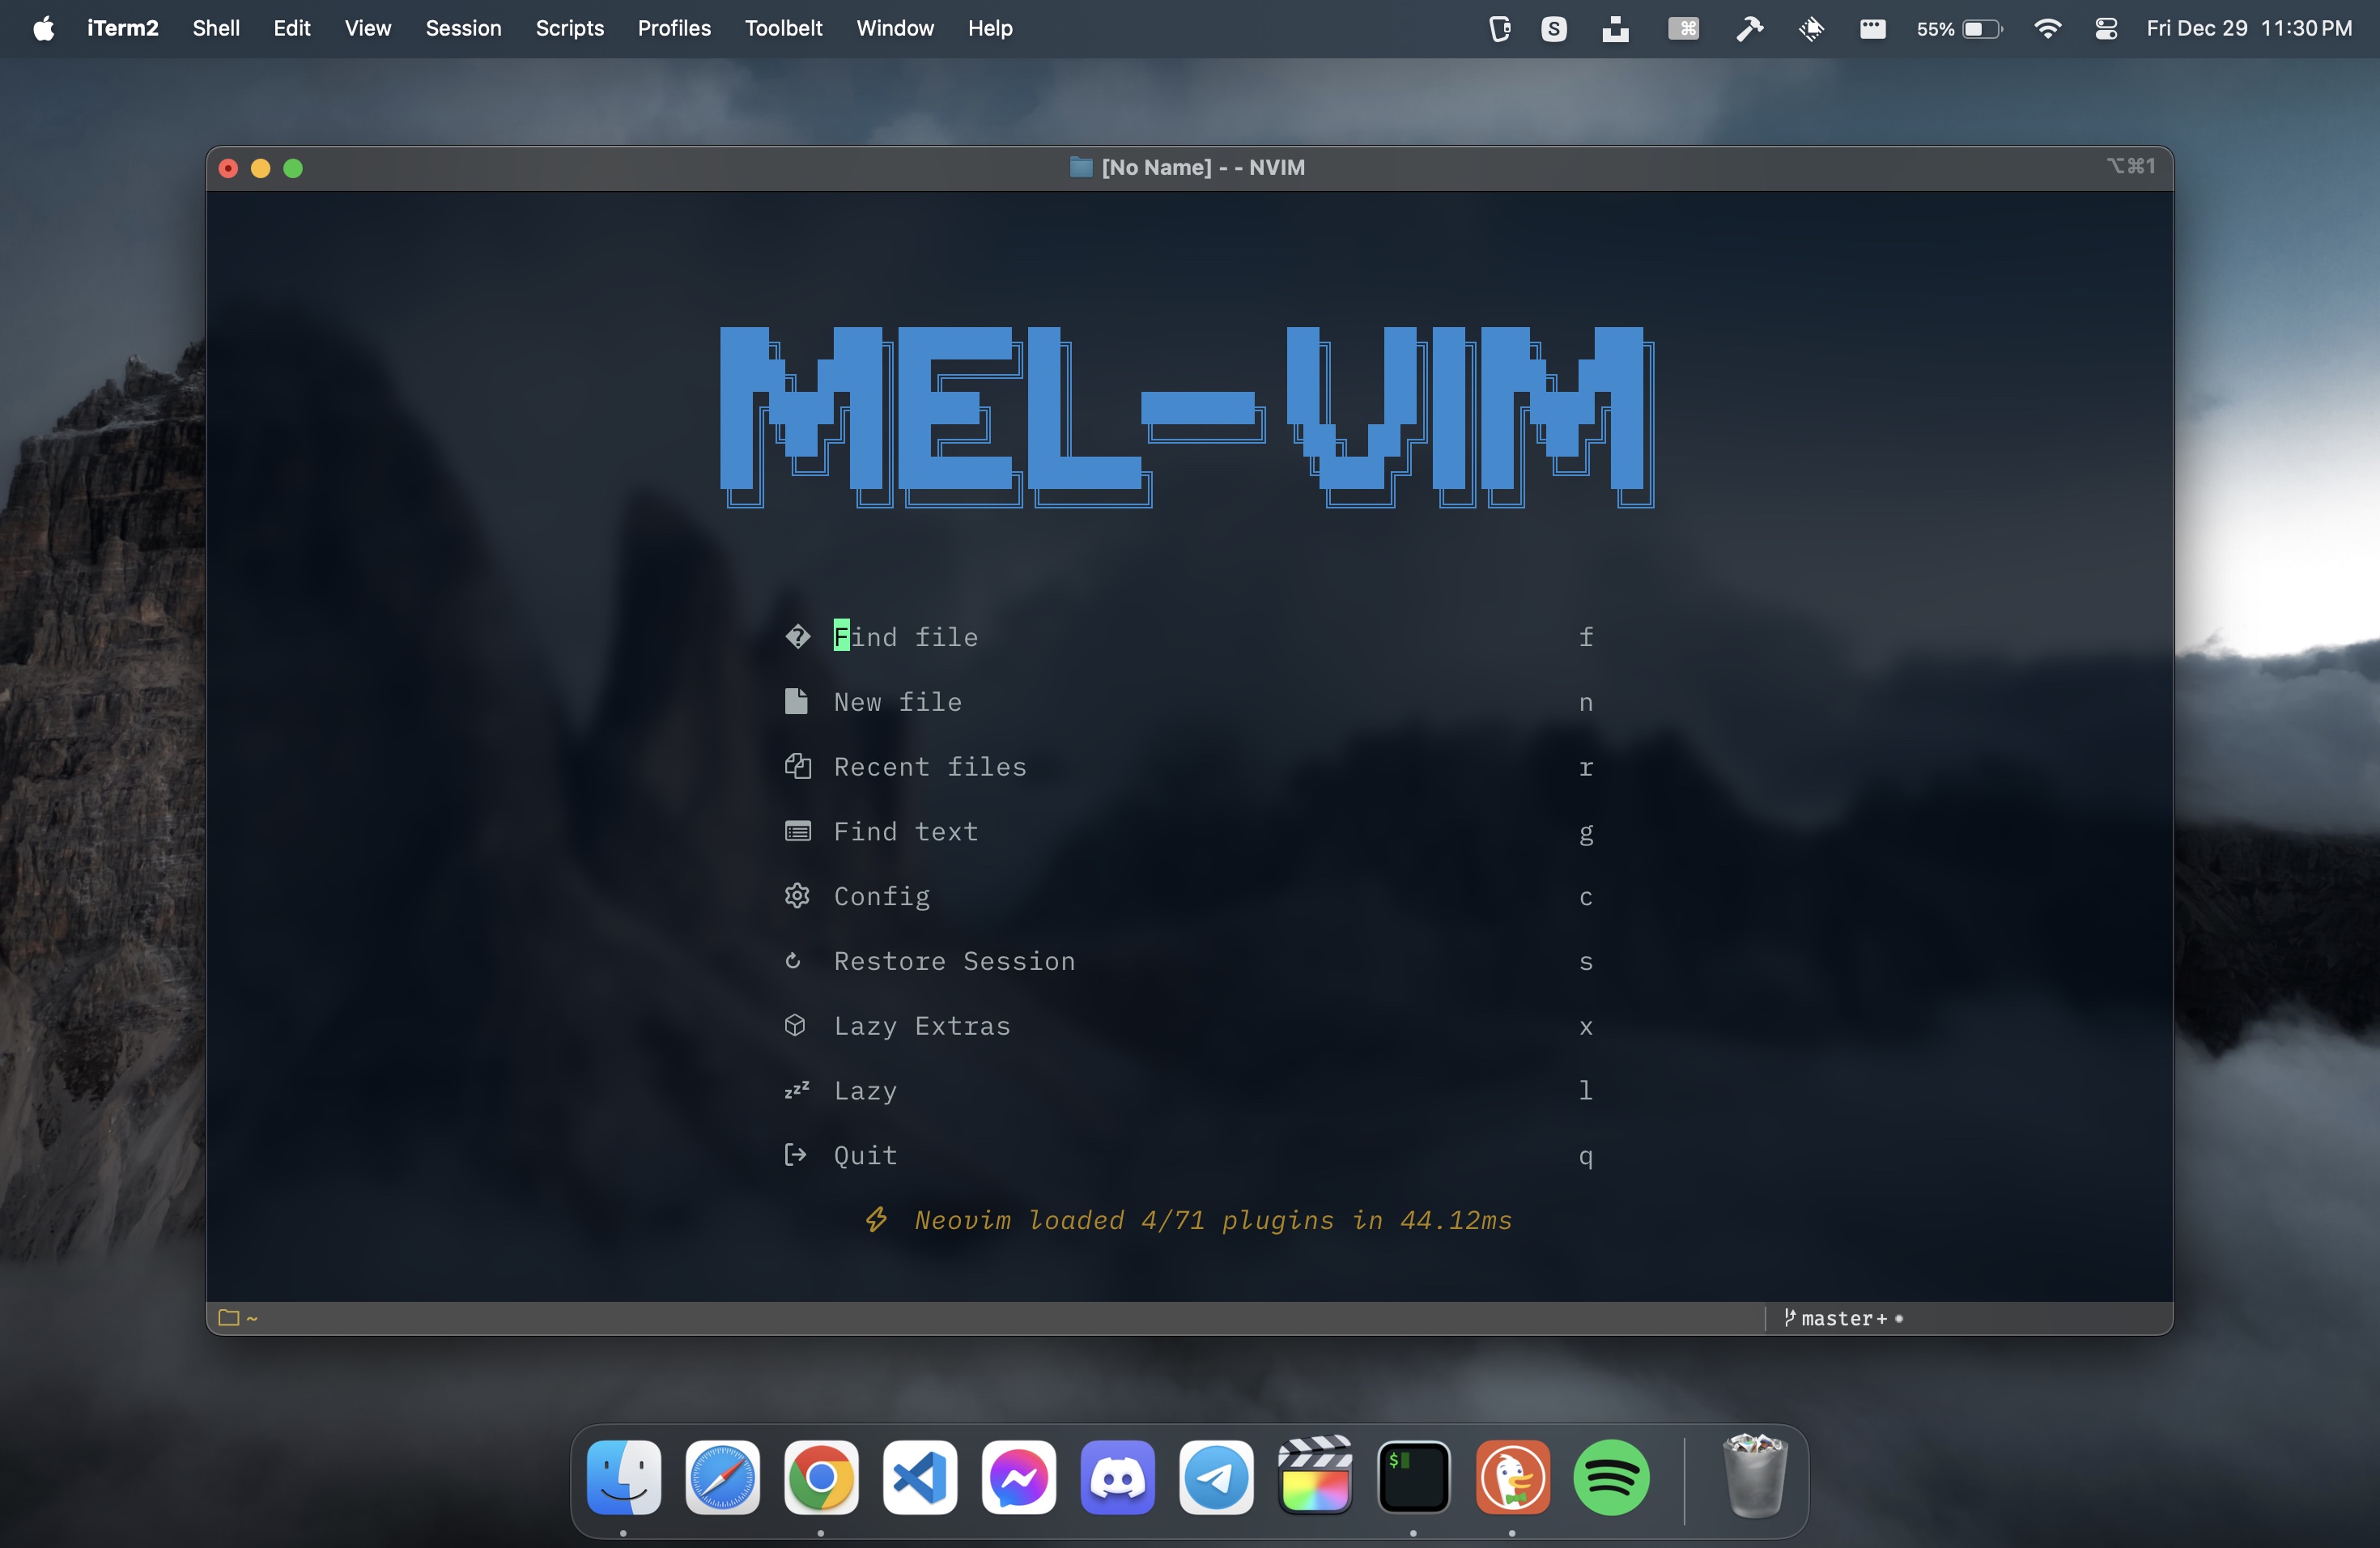 iTerm2 Shell Edit View Session Scripts Profiles Toolbelt Window Help S ⌘ 55% Fri Dec 29 11:30 PM
[No Name] - - NVIM ⌥⌘1
MEL-VIM
Find file f
New file n
Recent files r
Find text g
Config c
Restore Session s
Lazy Extras x
zzz Lazy l
Quit q
Neovim loaded 4/71 plugins in 44.12ms
~ master+ •
$